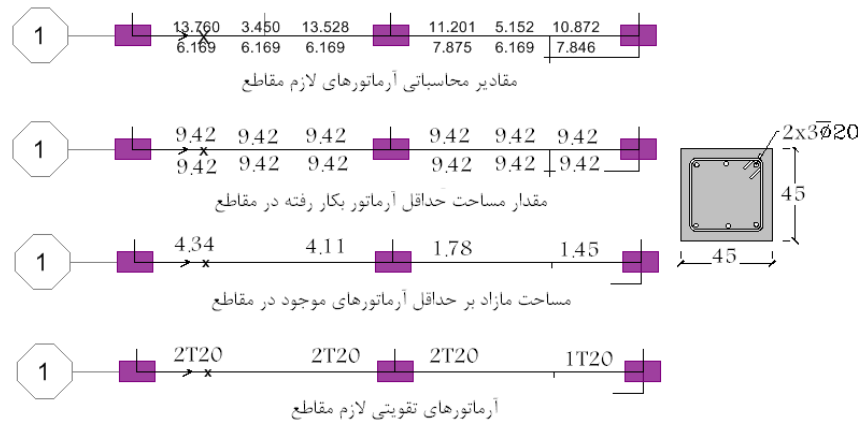 13.760 3.450 13.528 11.201 5.152 10.872
1
6.169 6.169 6.169 7.875 6.169 7.846
مقادیر محاسباتی آرماتورهای لازم مقاطع
9.42 9.42 9.42 9.42 9.42 9.42
1
9.42 9.42 9.42 9.42 9.42 9.42
مقدار مساحت حداقل آرماتور بکار رفته در مقاطع
2x3Φ20
45
45
4.34 4.11 1.78 1.45
1
مساحت مازاد بر حداقل آرماتورهای موجود در مقاطع
2T20 2T20 2T20 1T20
1
آرماتورهای تقویتی لازم مقاطع